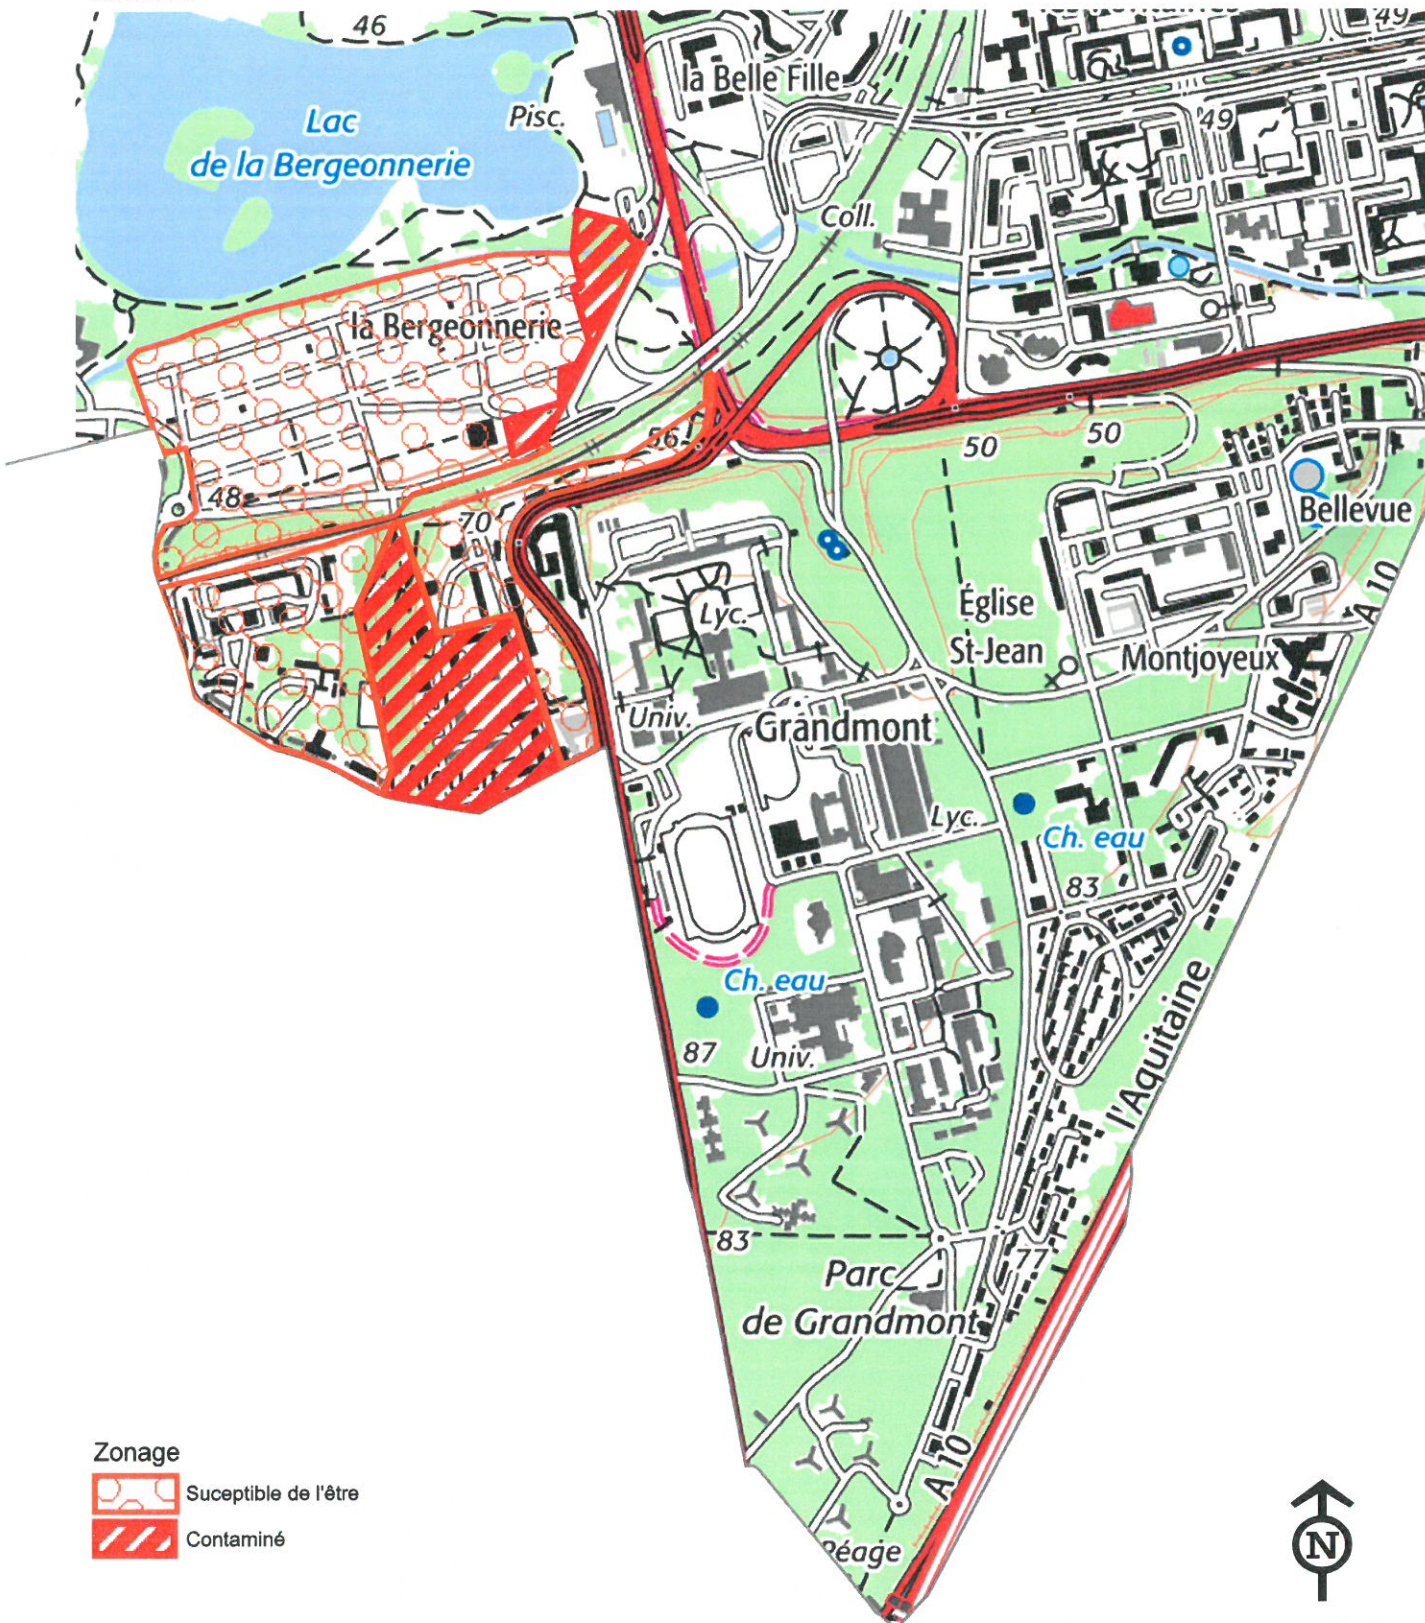 46
49
la Belle Fille
Lac
de la Bergeonnerie
Pisc.
49
Coll.
la Bergeonnerie
56
50
50
48
70
Bellevue
A 10
Église
St-Jean
Lyc.
Montjoyeux
Univ.
Grandmont
Lyc.
Ch. eau
83
Ch. eau
l'Aquitaine
87
Univ.
83
77
Parc
de Grandmont
A 10
Péage
Zonage
Suceptible de l'être
Contaminé
N